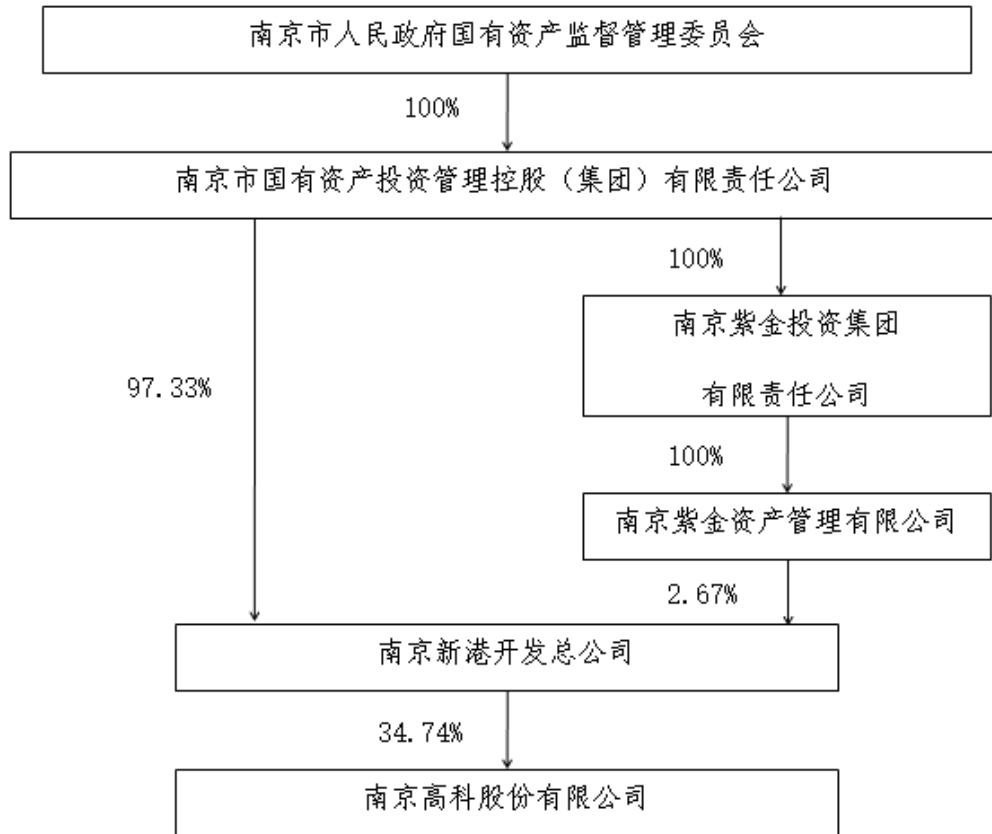 南京市人民政府国有资产监督管理委员会
100%
南京市国有资产投资管理控股（集团）有限责任公司
100%
南京紫金投资集团
有限责任公司
97.33%
100%
南京紫金资产管理有限公司
2.67%
南京新港开发总公司
34.74%
南京高科股份有限公司